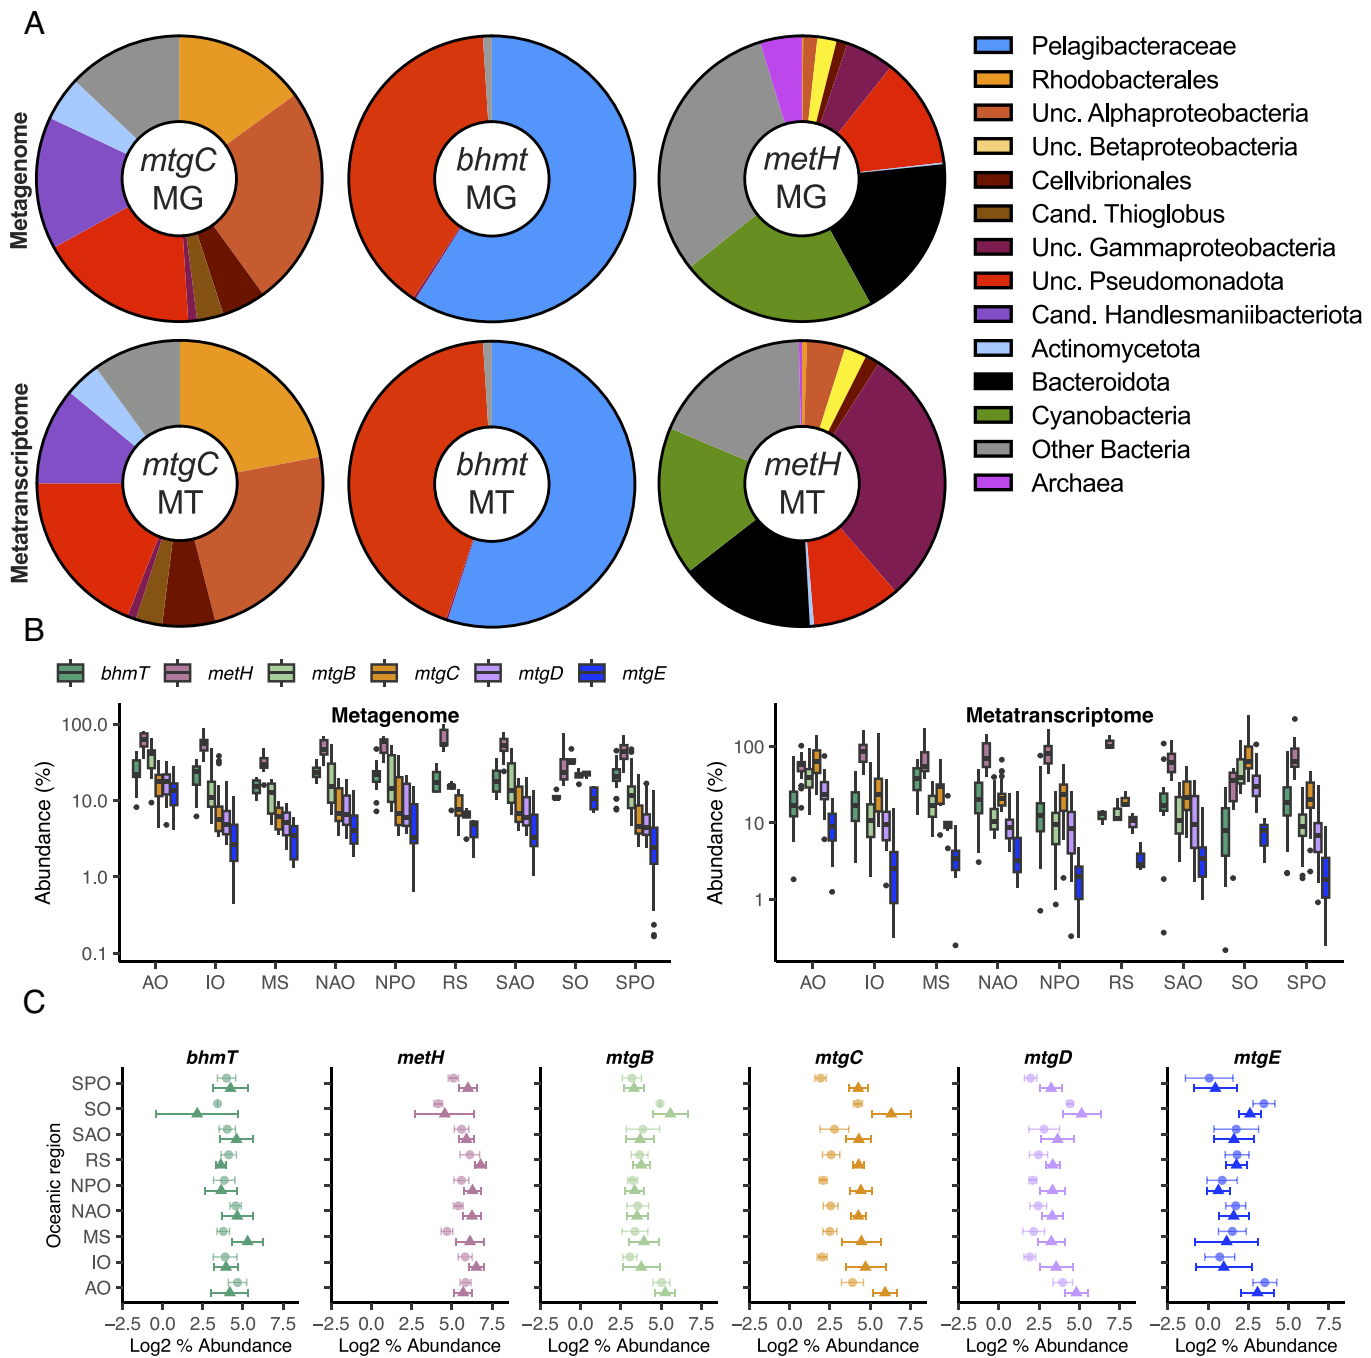 A
Metagenome
mtgC
MG
bhmt
MG
metH
MG
Metatranscriptome
mtgC
MT
bhmt
MT
metH
MT
Pelagibacteraceae
Rhodobacterales
Unc. Alphaproteobacteria
Unc. Betaproteobacteria
Cellvibrionales
Cand. Thioglobus
Unc. Gammaproteobacteria
Unc. Pseudomonadota
Cand. Handlesmaniibacteriota
Actinomycetota
Bacteroidota
Cyanobacteria
Other Bacteria
Archaea
B
bhmT metH mtgB mtgC mtgD mtgE
Metagenome
Abundance (%)
100.0
10.0
1.0
0.1
AO IO MS NAO NPO RS SAO SO SPO
Metatranscriptome
Abundance (%)
100
10
1
AO IO MS NAO NPO RS SAO SO SPO
C
bhmT metH mtgB mtgC mtgD mtgE
Oceanic region
SPO
SO
SAO
RS
NPO
NAO
MS
IO
AO
−2.5 0.0 2.5 5.0 7.5 −2.5 0.0 2.5 5.0 7.5 −2.5 0.0 2.5 5.0 7.5 −2.5 0.0 2.5 5.0 7.5 −2.5 0.0 2.5 5.0 7.5 −2.5 0.0 2.5 5.0 7.5
Log2 % Abundance Log2 % Abundance Log2 % Abundance Log2 % Abundance Log2 % Abundance Log2 % Abundance